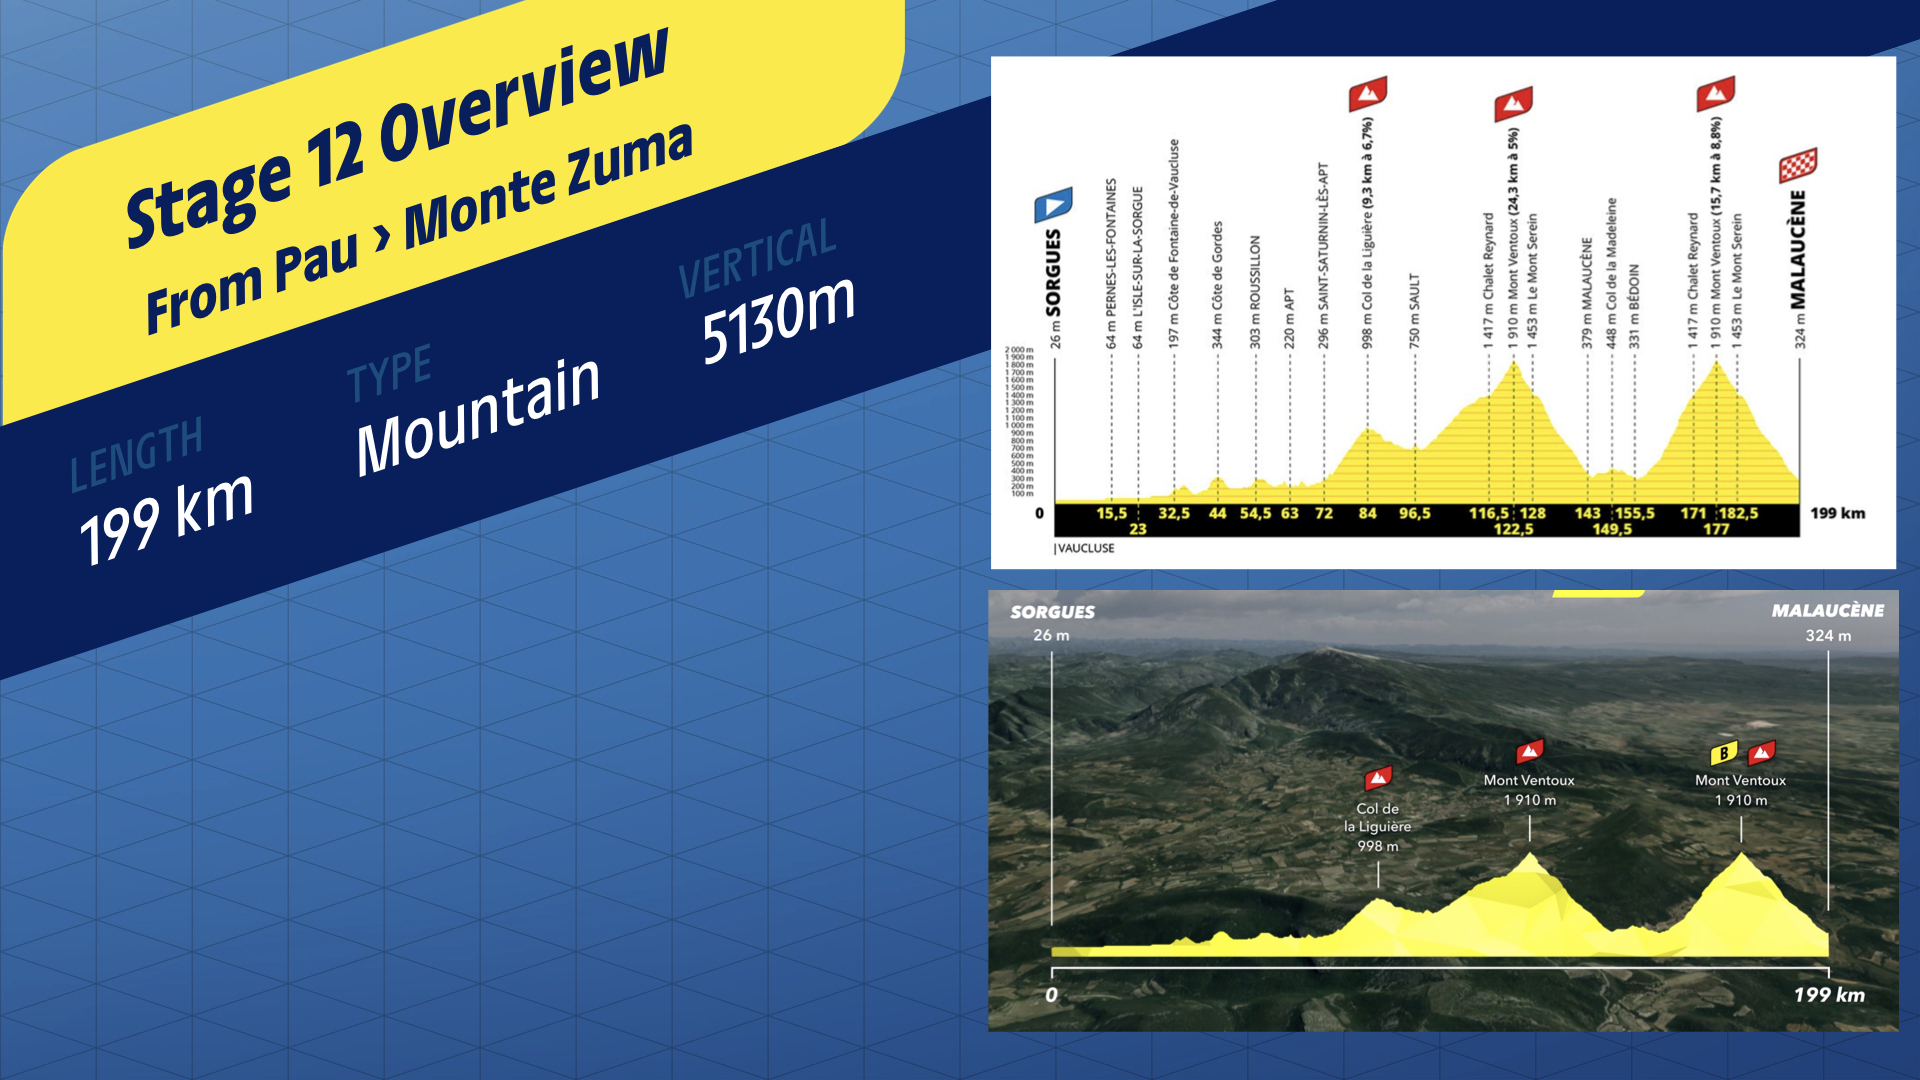 Stage 12 Overview
From Pau > Monte Zuma
LENGTH
199 km
TYPE
Mountain
VERTICAL
5130m
26 m SORGUES
64 m PERNES-LES-FONTAINES
64 m L'ISLE-SUR-LA-SORGUE
197 m Côte de Fontaine-de-Vaucluse
344 m Côte de Gordes
303 m ROUSSILLON
220 m APT
296 m SAINT-SATURNIN-LÈS-APT
998 m Col de la Liguière (9,3 km à 6,7%)
750 m SAULT
1 417 m Chalet Reynard
1 910 m Mont Ventoux (24,3 km à 5%)
1 453 m Le Mont Serein
379 m MALAUCÈNE
448 m Col de la Madeleine
331 m BÉDOIN
1 417 m Chalet Reynard
1 910 m Mont Ventoux (15,7 km à 8,8%)
1 453 m Le Mont Serein
324 m MALAUCÈNE
2 000 m
1 900 m
1 800 m
1 700 m
1 600 m
1 500 m
1 400 m
1 300 m
1 200 m
1 100 m
1 000 m
900 m
800 m
700 m
600 m
500 m
400 m
300 m
200 m
100 m
0 15,5 32,5 44 54,5 63 72 84 96,5 116,5 128 143 155,5 171 182,5 199 km
23 122,5 149,5 177
|VAUCLUSE
SORGUES
26 m
MALAUCÈNE
324 m
Col de
la Liguière
998 m
Mont Ventoux
1 910 m
B
Mont Ventoux
1 910 m
0
199 km